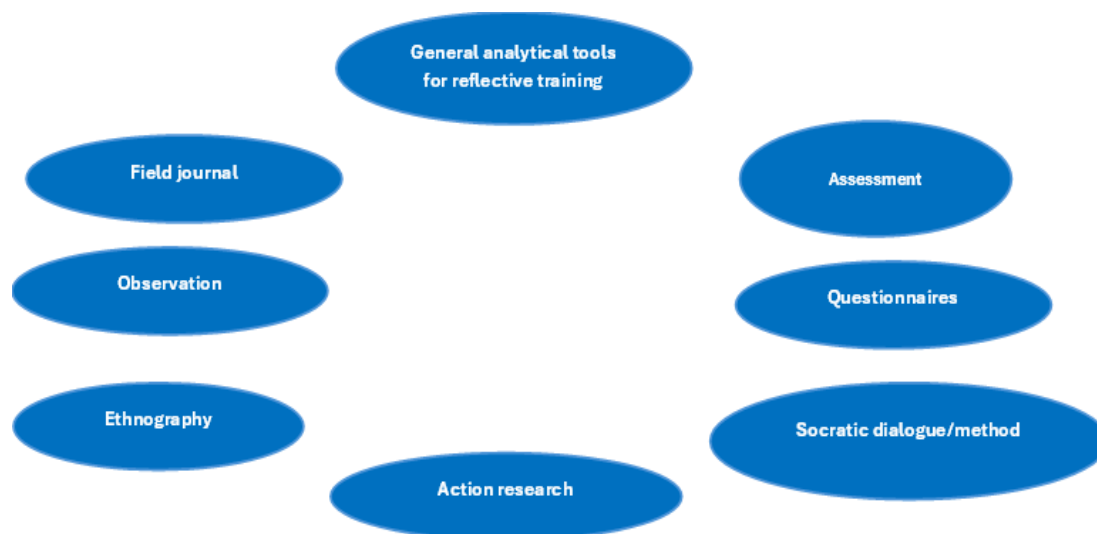 General analytical tools
for reflective training
Field journal
Assessment
Observation
Questionnaires
Ethnography
Socratic dialogue/method
Action research